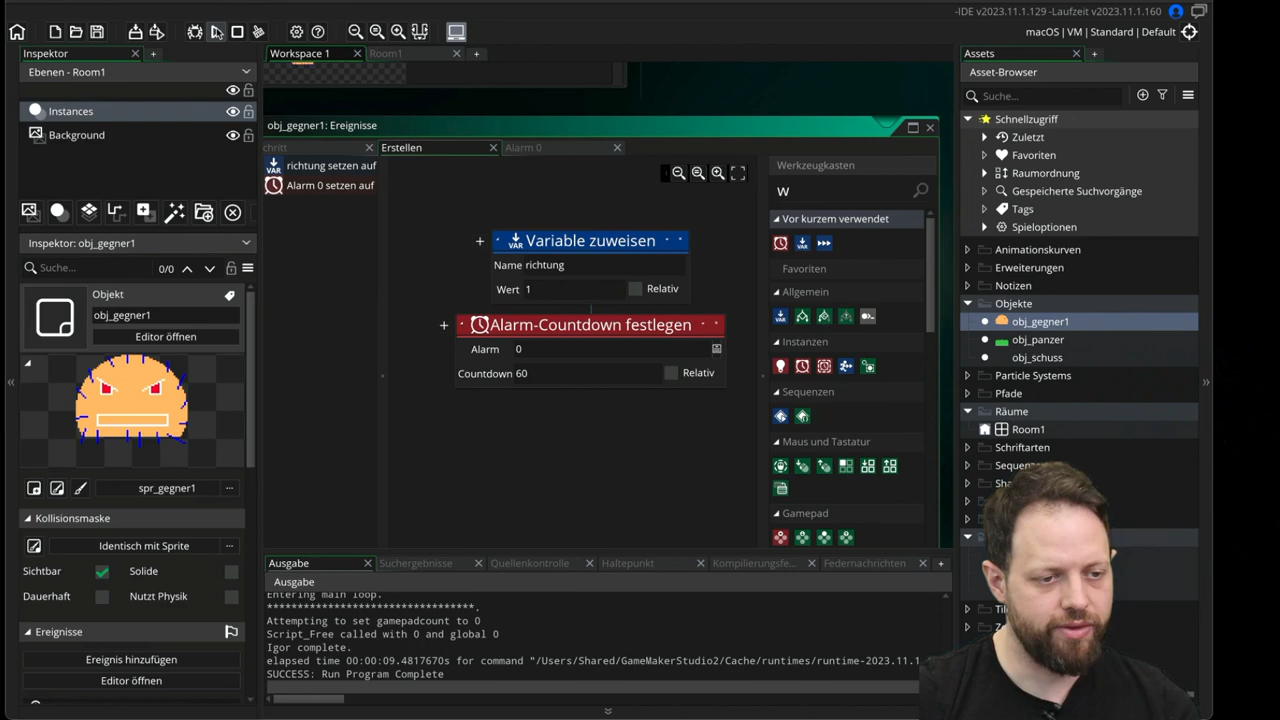 -IDE v2023.11.1.129 -Laufzeit v2023.11.1.160
macOS | VM | Standard | Default
Inspektor
Workspace 1
Room1
Assets
Ebenen - Room1
Asset-Browser
Suche...
Instances
Background
obj_gegner1: Ereignisse
Schnellzugriff
Erstellen
Alarm 0
Zuletzt
richtung setzen auf
Werkzeugkasten
Favoriten
Alarm 0 setzen auf
W
Raumordnung
Gespeicherte Suchvorgänge
Vor kurzem verwendet
Tags
Spieloptionen
Inspektor: obj_gegner1
VAR Variable zuweisen
Animationskurven
Suche...
0/0
Name richtung
Favoriten
Erweiterungen
Wert 1
Relativ
Allgemein
Notizen
Objekt
obj_gegner1
Objekte
Editor öffnen
Alarm-Countdown festlegen
obj_gegner1
Instanzen
obj_panzer
Alarm 0
obj_schuss
Countdown 60
Relativ
Particle Systems
Sequenzen
Pfade
Räume
Room1
Maus und Tastatur
Schriftarten
spr_gegner1
Kollisionsmaske
Gamepad
Identisch mit Sprite
Sichtbar
Solide
Ausgabe
Suchergebnisse
Quellenkontrolle
Haltepunkt
Kompilierungsfe...
Federnachrichten
Ausgabe
Dauerhaft
Nutzt Physik
Entering main loop.
***********************************.
Attempting to set gamepadcount to 0
Ereignisse
Script_Free called with 0 and global 0
Igor complete.
Ereignis hinzufügen
elapsed time 00:00:09.4817670s for command "/Users/Shared/GameMakerStudio2/Cache/runtimes/runtime-2023.11.1
SUCCESS: Run Program Complete
Editor öffnen